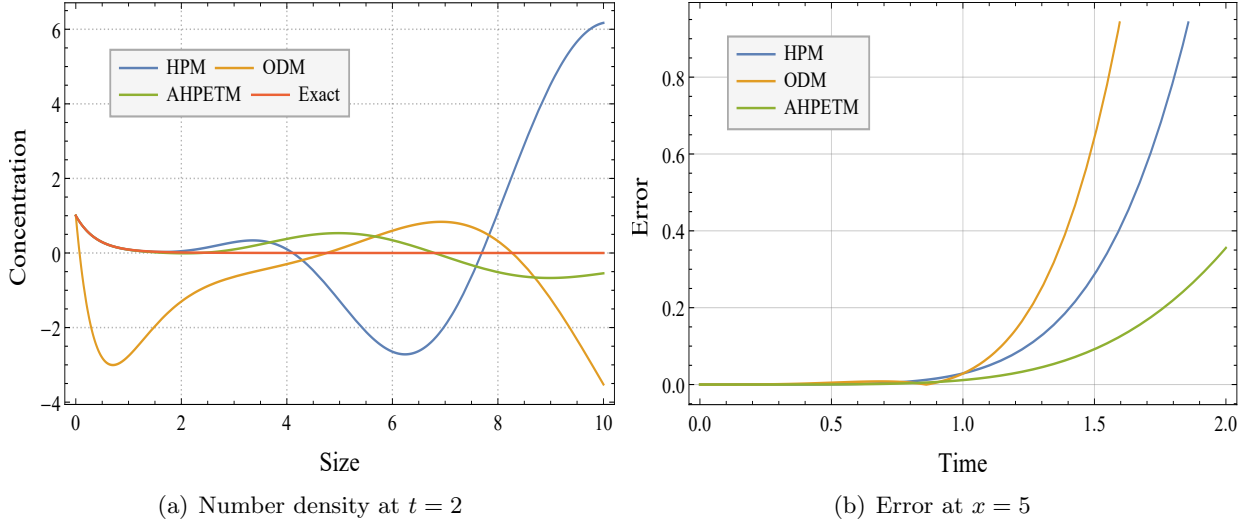 HPM ODM
AHPETM Exact
Concentration
6
4
2
0
−2
−4
0 2 4 6 8 10
Size
(a) Number density at t = 2
HPM
ODM
AHPETM
Error
0.8
0.6
0.4
0.2
0.0
0.0 0.5 1.0 1.5 2.0
Time
(b) Error at x = 5